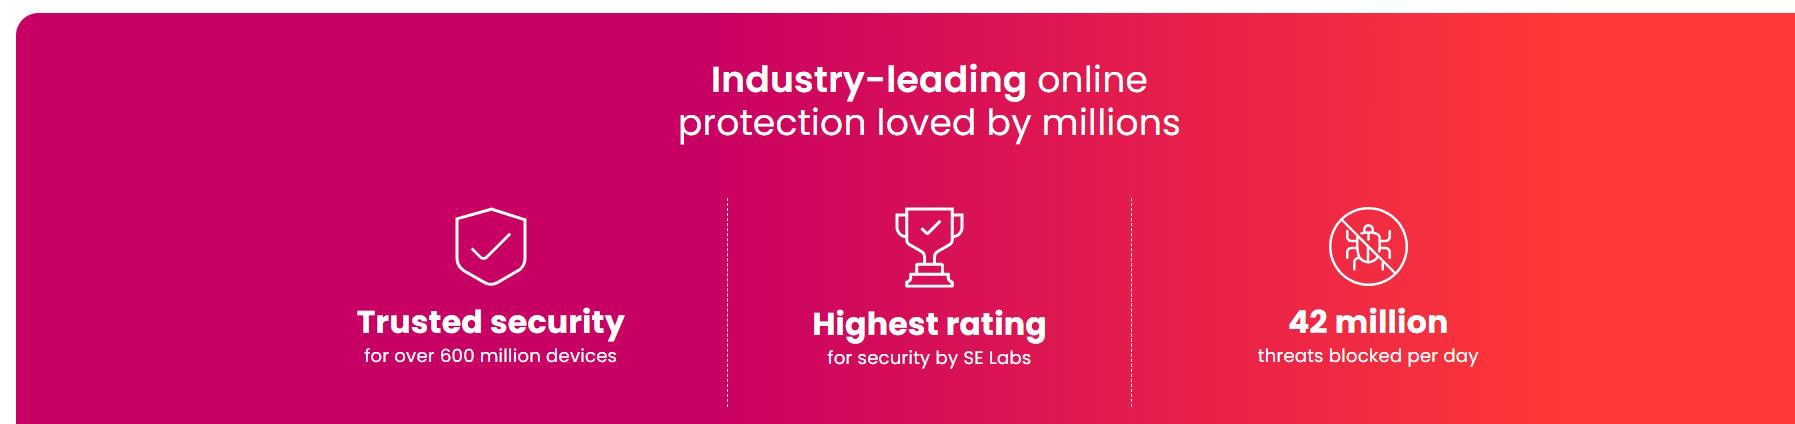 Industry-leading online
protection loved by millions
Trusted security
for over 600 million devices
Highest rating
for security by SE Labs
42 million
threats blocked per day